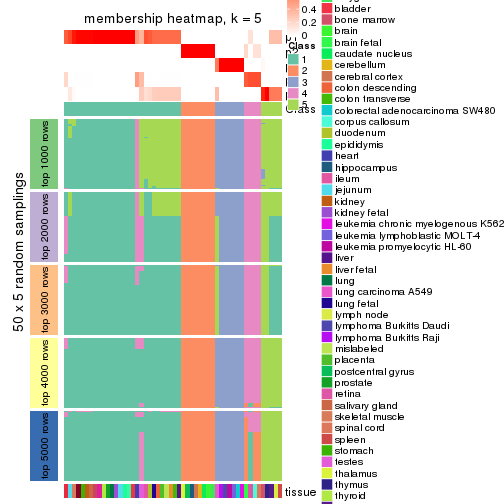 membership heatmap, k = 5
50 x 5 random samplings
top 1000 rows
top 2000 rows
top 3000 rows
top 4000 rows
top 5000 rows
0.4
0.2
0
Class
1
2
3
4
5
Class
tissue
bladder
bone marrow
brain
brain fetal
caudate nucleus
cerebellum
cerebral cortex
colon descending
colon transverse
colorectal adenocarcinoma SW480
corpus callosum
duodenum
epididymis
heart
hippocampus
ileum
jejunum
kidney
kidney fetal
leukemia chronic myelogenous K562
leukemia lymphoblastic MOLT-4
leukemia promyelocytic HL-60
liver
liver fetal
lung
lung carcinoma A549
lung fetal
lymph node
lymphoma Burkitts Daudi
lymphoma Burkitts Raji
mislabeled
placenta
postcentral gyrus
prostate
retina
salivary gland
skeletal muscle
spinal cord
spleen
stomach
testes
thalamus
thymus
thyroid